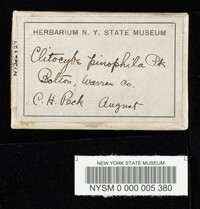 HERBARIUM N. Y. STATE MUSEUM
Clitocybe pinophila Pk
Bolton, Warren Co.
C. H. Peck August
NEW YORK STATE MUSEUM
NYSM 0 000 005 380